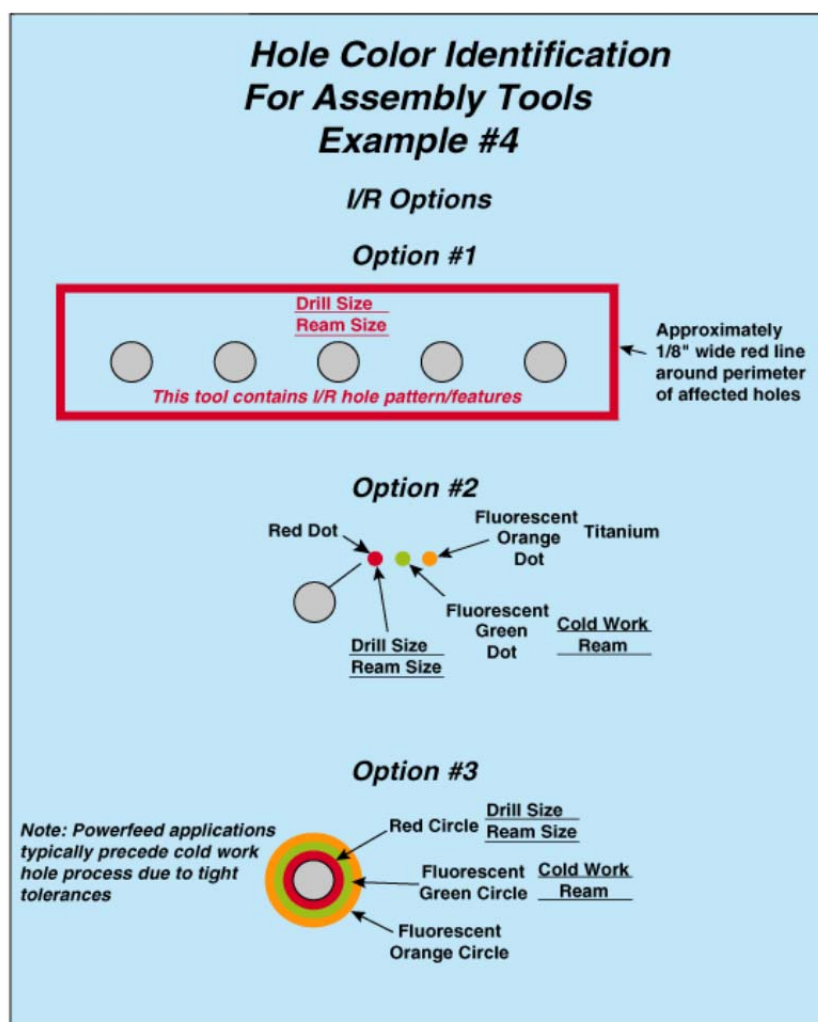 Hole Color Identification
For Assembly Tools
Example #4
I/R Options
Option #1
Drill Size
Ream Size
This tool contains I/R hole pattern/features
Approximately
1/8" wide red line
around perimeter
of affected holes
Option #2
Red Dot
Fluorescent
Orange
Dot
Titanium
Drill Size
Ream Size
Fluorescent
Green
Dot
Cold Work
Ream
Option #3
Note: Powerfeed applications
typically precede cold work
hole process due to tight
tolerances
Red Circle
Drill Size
Ream Size
Fluorescent
Green Circle
Cold Work
Ream
Fluorescent
Orange Circle